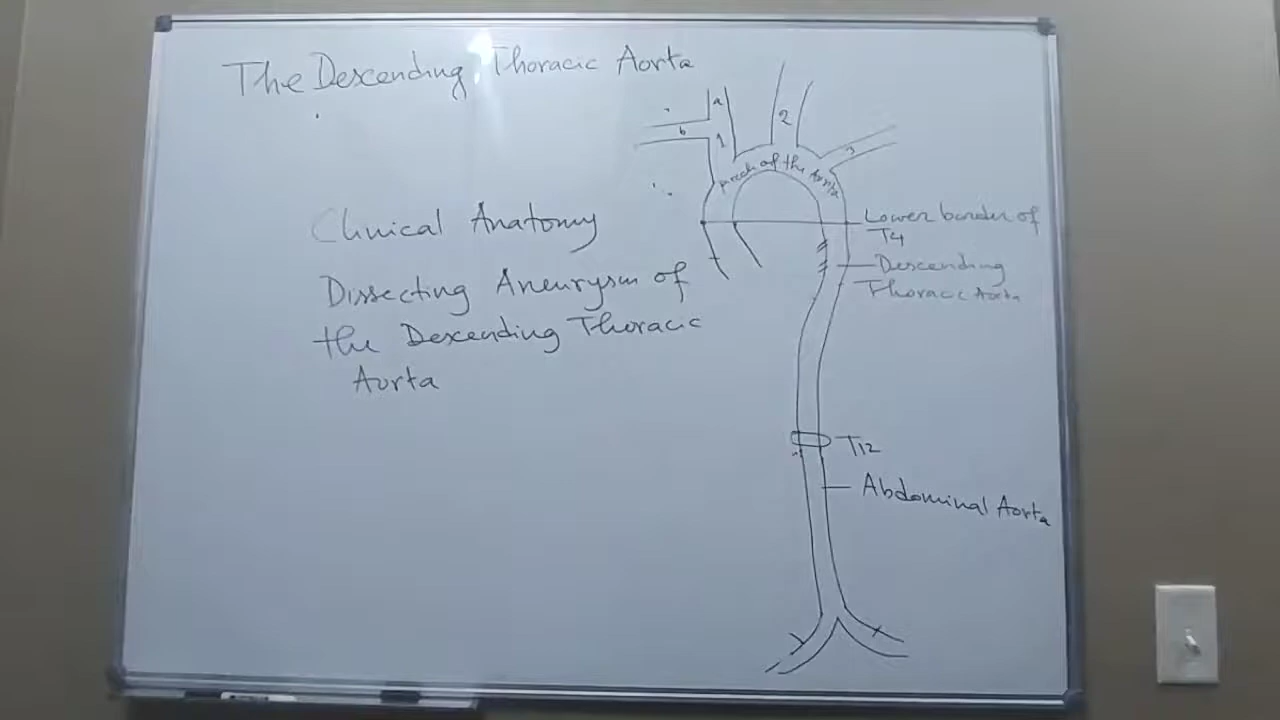 The Descending Thoracic Aorta
Clinical Anatomy
Dissecting Aneurysm of
the Descending Thoracic
Aorta
a
b
1
2
3
Arch of the Aorta
Lower border of
T4
Descending
Thoracic Aorta
T12
Abdominal Aorta